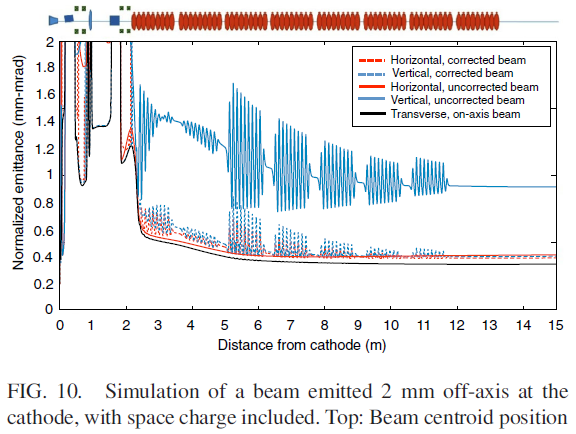 2
1.8
1.6
1.4
1.2
1
0.8
0.6
0.4
0.2
0
Normalized emittance (mm-mrad)
Horizontal, corrected beam
Vertical, corrected beam
Horizontal, uncorrected beam
Vertical, uncorrected beam
Transverse, on-axis beam
0 1 2 3 4 5 6 7 8 9 10 11 12 13 14 15
Distance from cathode (m)
FIG. 10. Simulation of a beam emitted 2 mm off-axis at the
cathode, with space charge included. Top: Beam centroid position